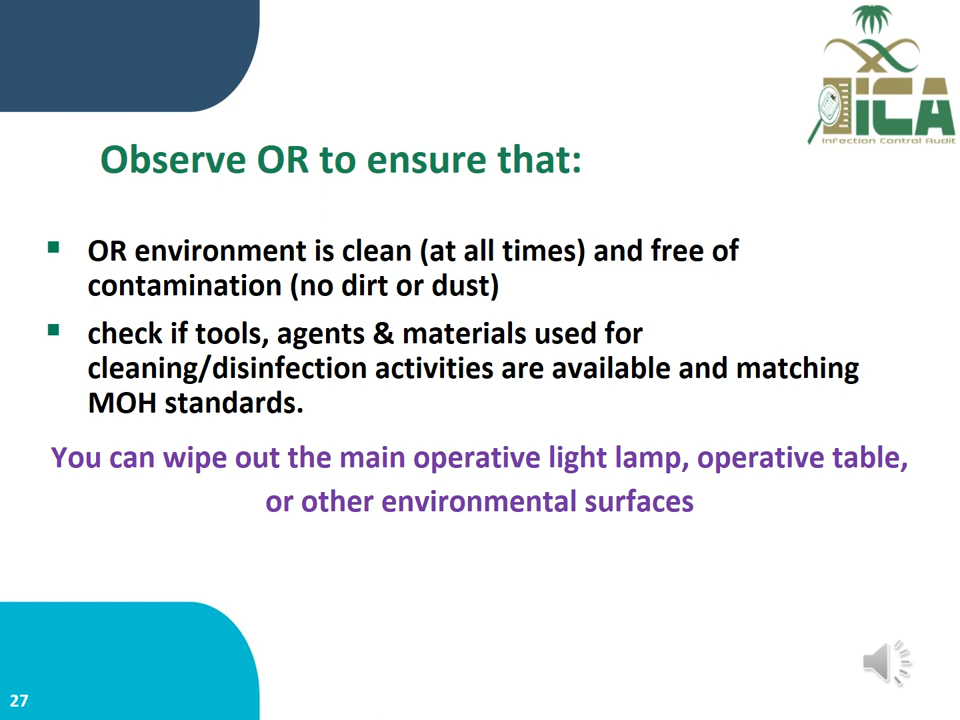 iCA
Infection Control Audit
Observe OR to ensure that:
▪ OR environment is clean (at all times) and free of
contamination (no dirt or dust)
▪ check if tools, agents & materials used for
cleaning/disinfection activities are available and matching
MOH standards.
You can wipe out the main operative light lamp, operative table,
or other environmental surfaces
27